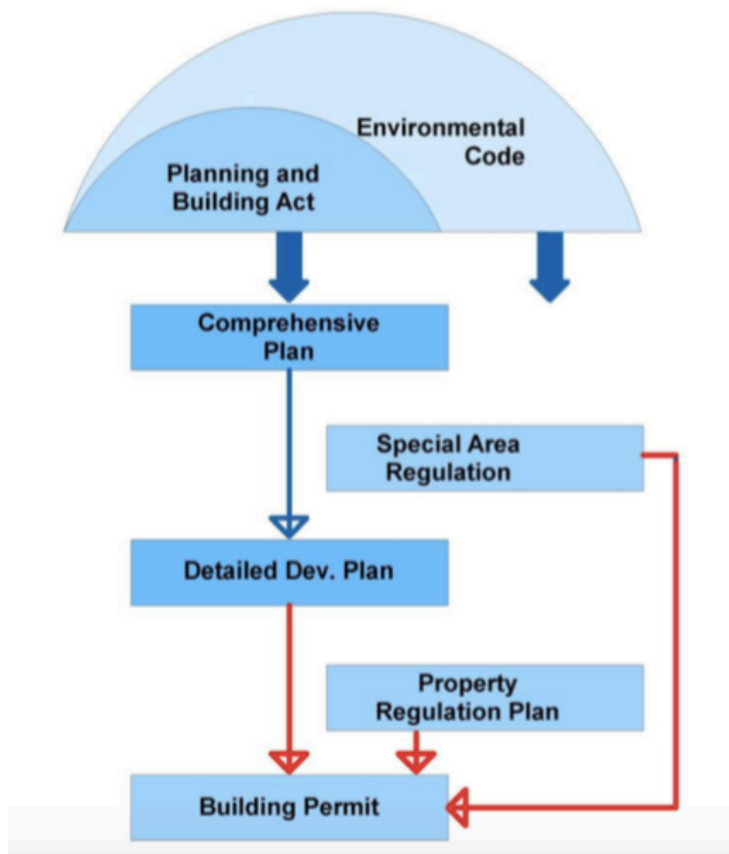 Environmental
Code
Planning and
Building Act
Comprehensive
Plan
Special Area
Regulation
Detailed Dev. Plan
Property
Regulation Plan
Building Permit